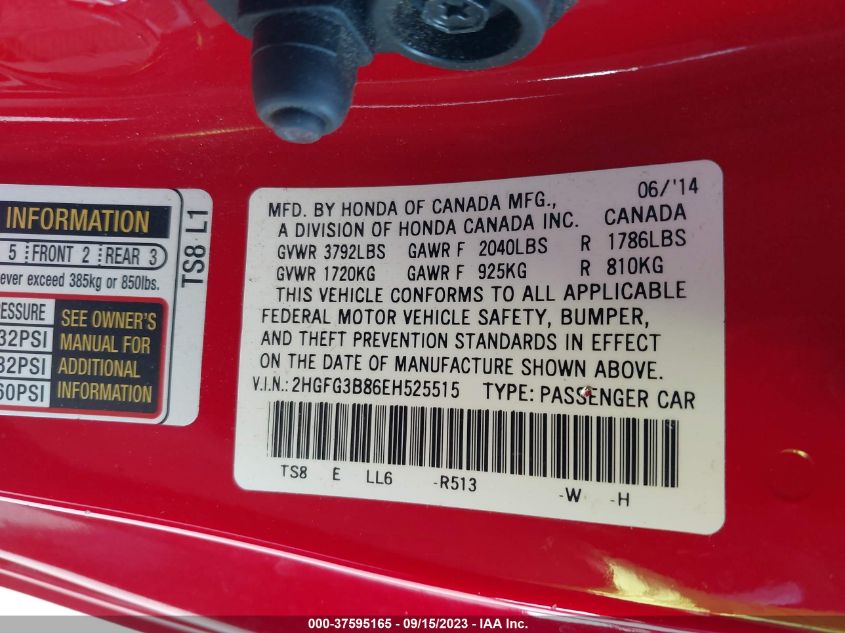 INFORMATION
5 FRONT 2 REAR 3
ever exceed 385kg or 850lbs.
RESSURE
32PSI
32PSI
60PSI
SEE OWNER'S
MANUAL FOR
ADDITIONAL
INFORMATION
TS8 L1
MFD. BY HONDA OF CANADA MFG., 06/'14
A DIVISION OF HONDA CANADA INC. CANADA
GVWR 3792LBS GAWR F 2040LBS R 1786LBS
GVWR 1720KG GAWR F 925KG R 810KG
THIS VEHICLE CONFORMS TO ALL APPLICABLE
FEDERAL MOTOR VEHICLE SAFETY, BUMPER,
AND THEFT PREVENTION STANDARDS IN EFFECT
ON THE DATE OF MANUFACTURE SHOWN ABOVE.
V.I.N.: 2HGFG3B86EH525515 TYPE: PASSENGER CAR
TS8 E LL6 -R513 -W -H
000-37595165 - 09/15/2023 - IAA Inc.